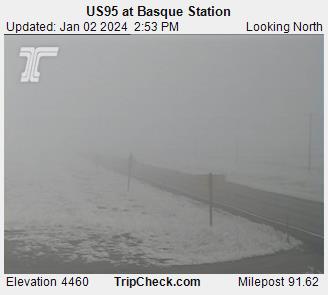 US95 at Basque Station
Updated: Jan 02 2024 2:53 PM Looking North
Elevation 4460 TripCheck.com Milepost 91.62